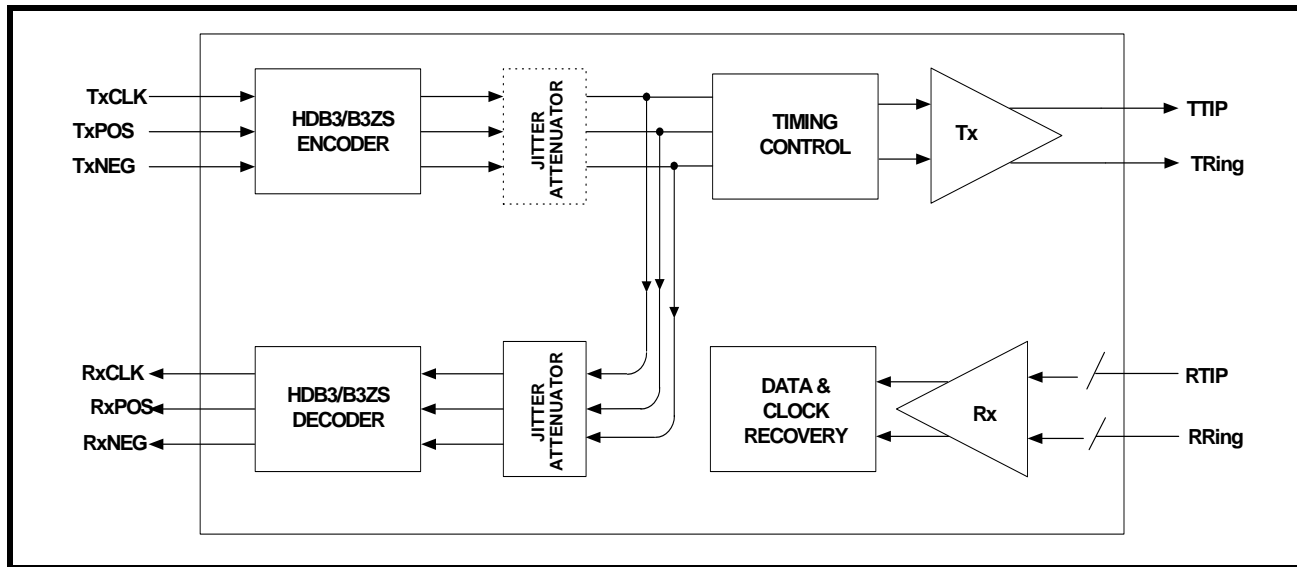 TxCLK
TxPOS
TxNEG
HDB3/B3ZS
ENCODER
JITTER
ATTENUATOR
TIMING
CONTROL
Tx
TTIP
TRing
RxCLK
RxPOS
RxNEG
HDB3/B3ZS
DECODER
JITTER
ATTENUATOR
DATA &
CLOCK
RECOVERY
Rx
RTIP
RRing